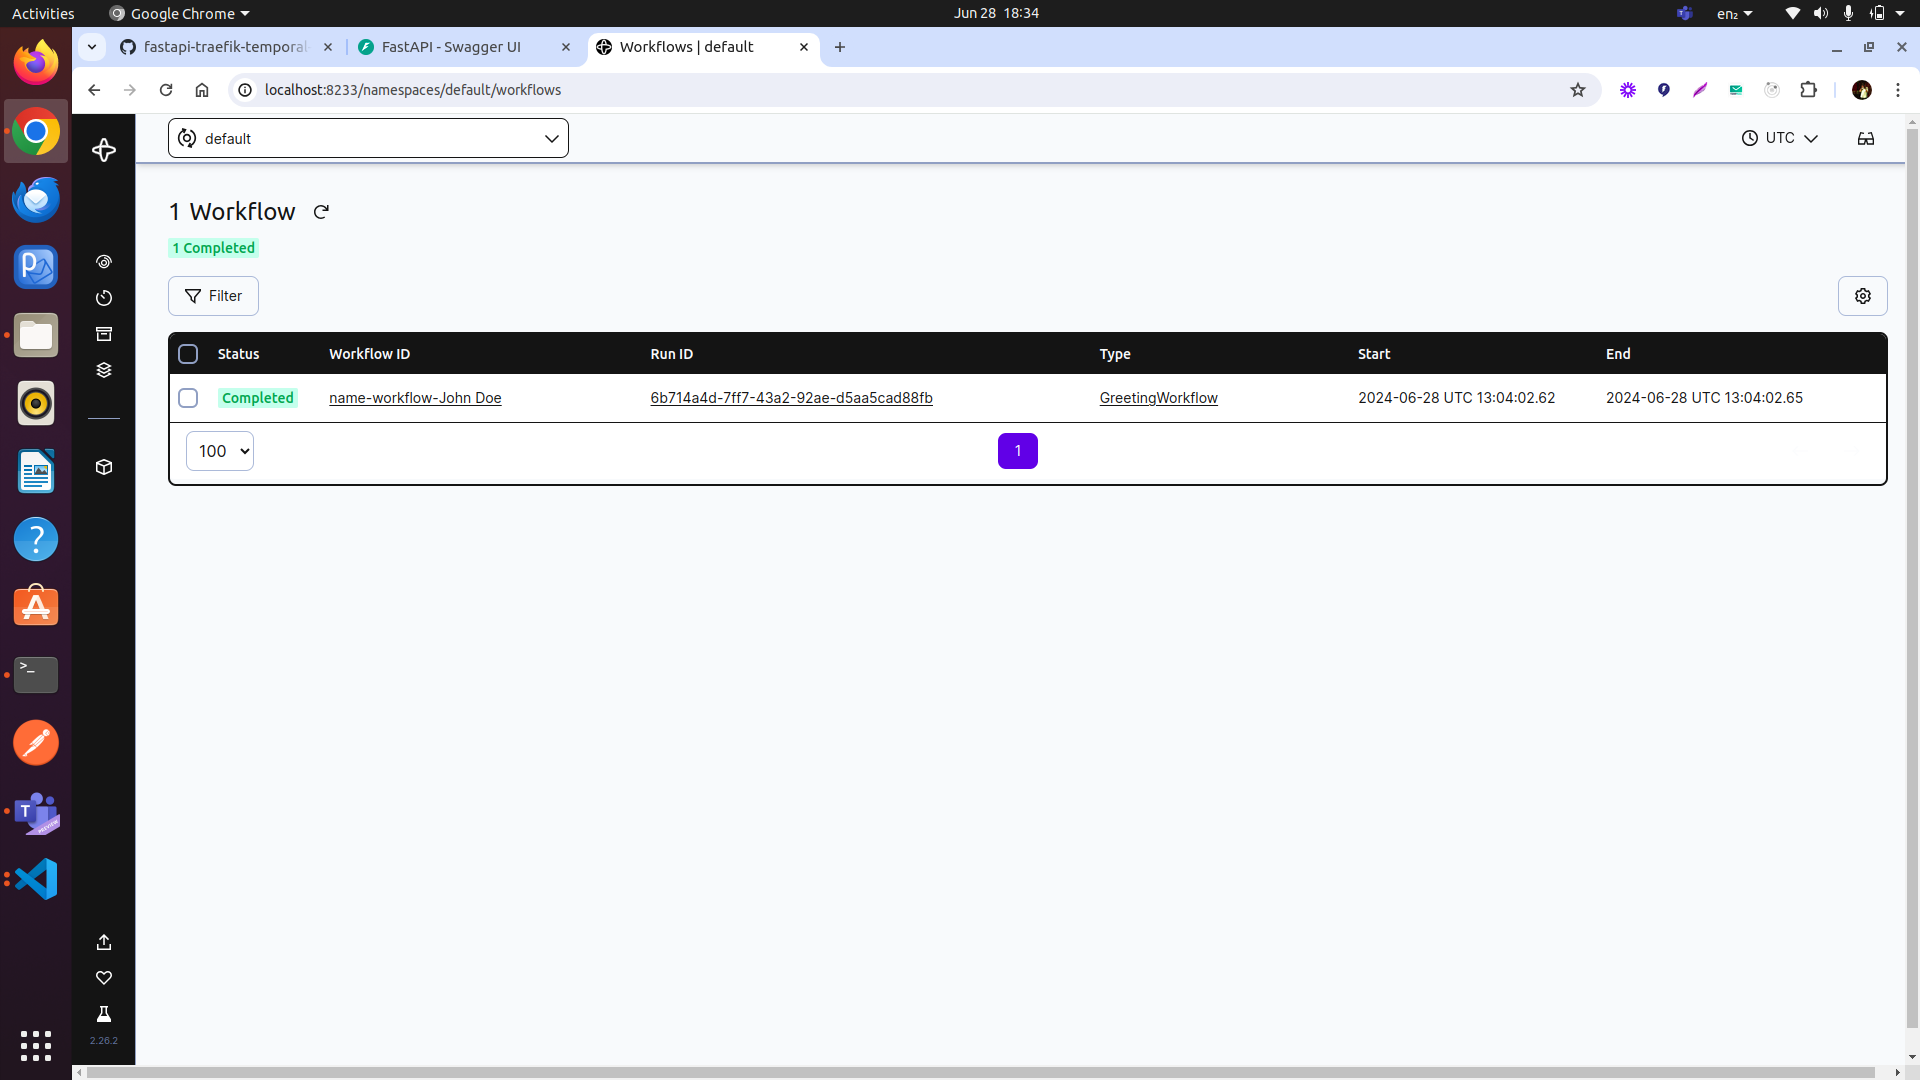 Activities
Google Chrome
Jun 28 18:34
en₂
fastapi-traefik-temporal-
FastAPI - Swagger UI
Workflows | default
localhost:8233/namespaces/default/workflows
default
UTC
1 Workflow
1 Completed
Filter
Status Workflow ID Run ID Type Start End
Completed name-workflow-John Doe 6b714a4d-7ff7-43a2-92ae-d5aa5cad88fb GreetingWorkflow 2024-06-28 UTC 13:04:02.62 2024-06-28 UTC 13:04:02.65
100
1
2.26.2